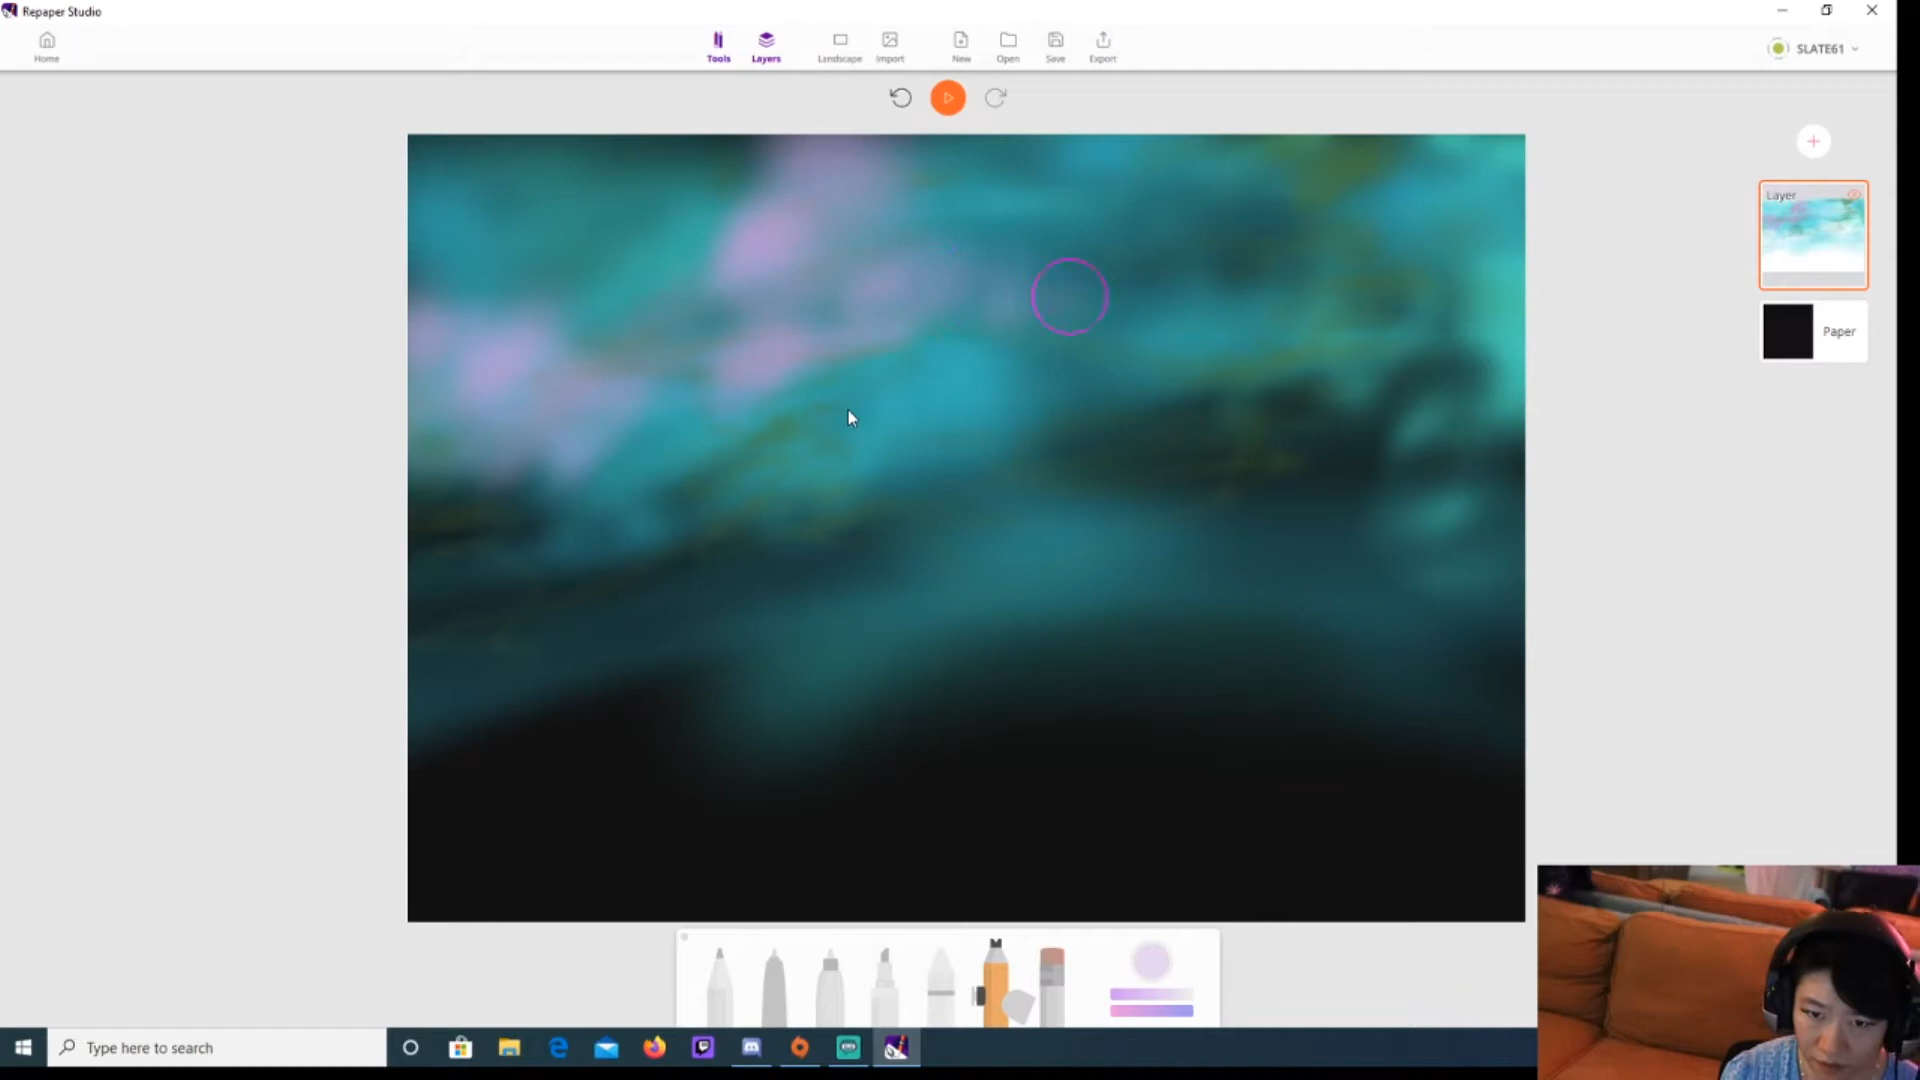 Repaper Studio
Home
Tools
Layers
Landscape
Import
New
Open
Save
Export
SLATE61
Layer
Paper
Type here to search